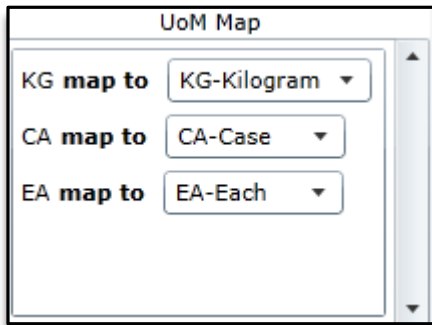 UoM Map
KG map to KG-Kilogram
CA map to CA-Case
EA map to EA-Each